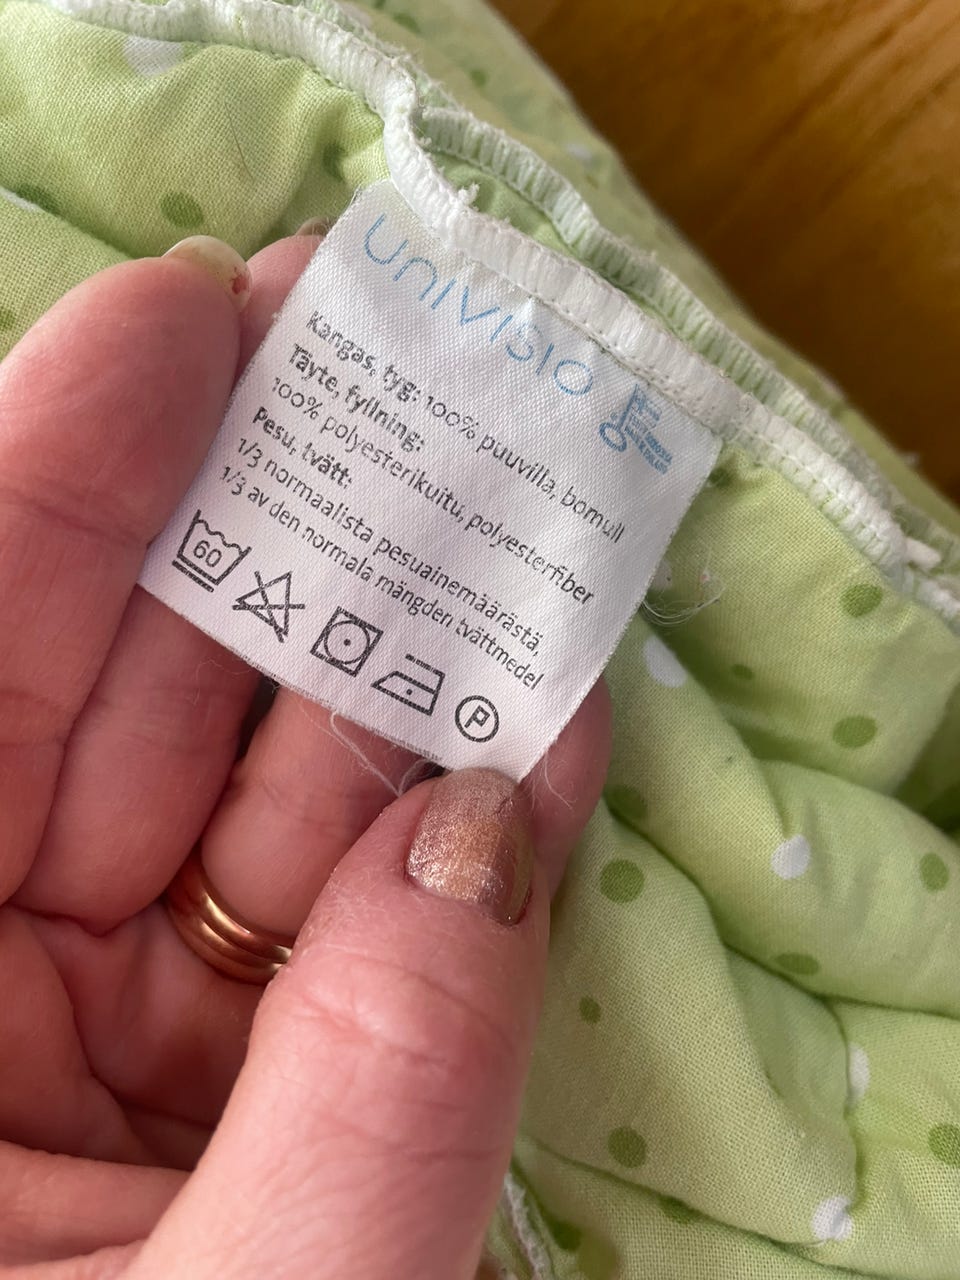 UNIVISIO
Kangas, tyg: 100% puuvilla, bomull
Täyte, fyllning:
100% polyesterikuitu, polyesterfiber
Pesu, tvätt:
1/3 normaalista pesuainemäärästä,
1/3 av den normala mängden tvättmedel
60
P